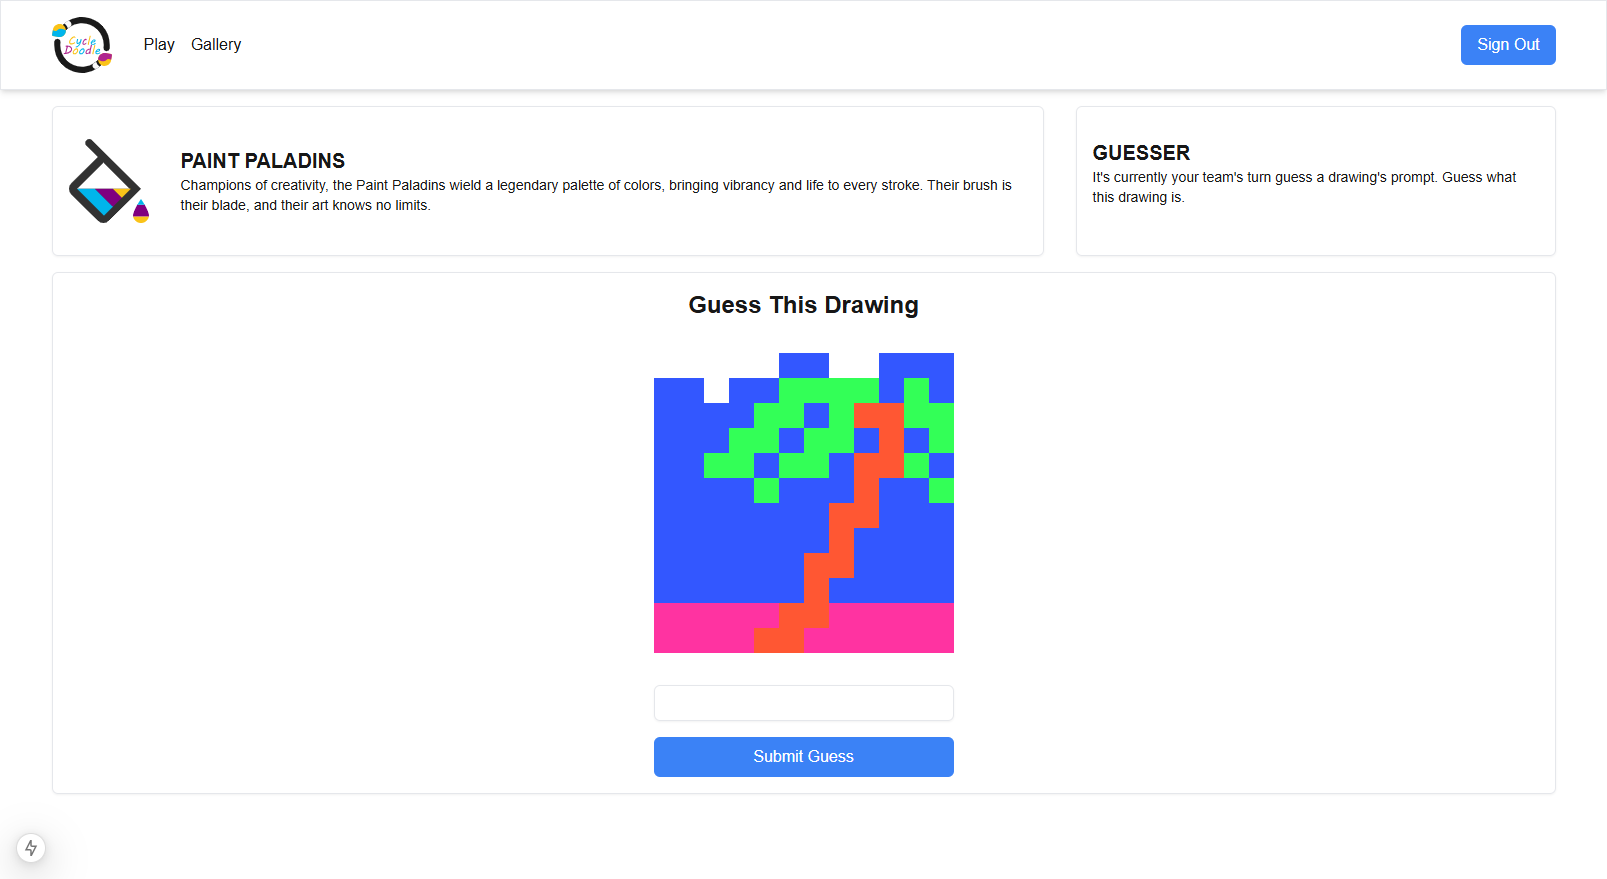 Cycle
Doodle
Play
Gallery
Sign Out
PAINT PALADINS
Champions of creativity, the Paint Paladins wield a legendary palette of colors, bringing vibrancy and life to every stroke. Their brush is
their blade, and their art knows no limits.
GUESSER
It's currently your team's turn guess a drawing's prompt. Guess what
this drawing is.
Guess This Drawing
Submit Guess